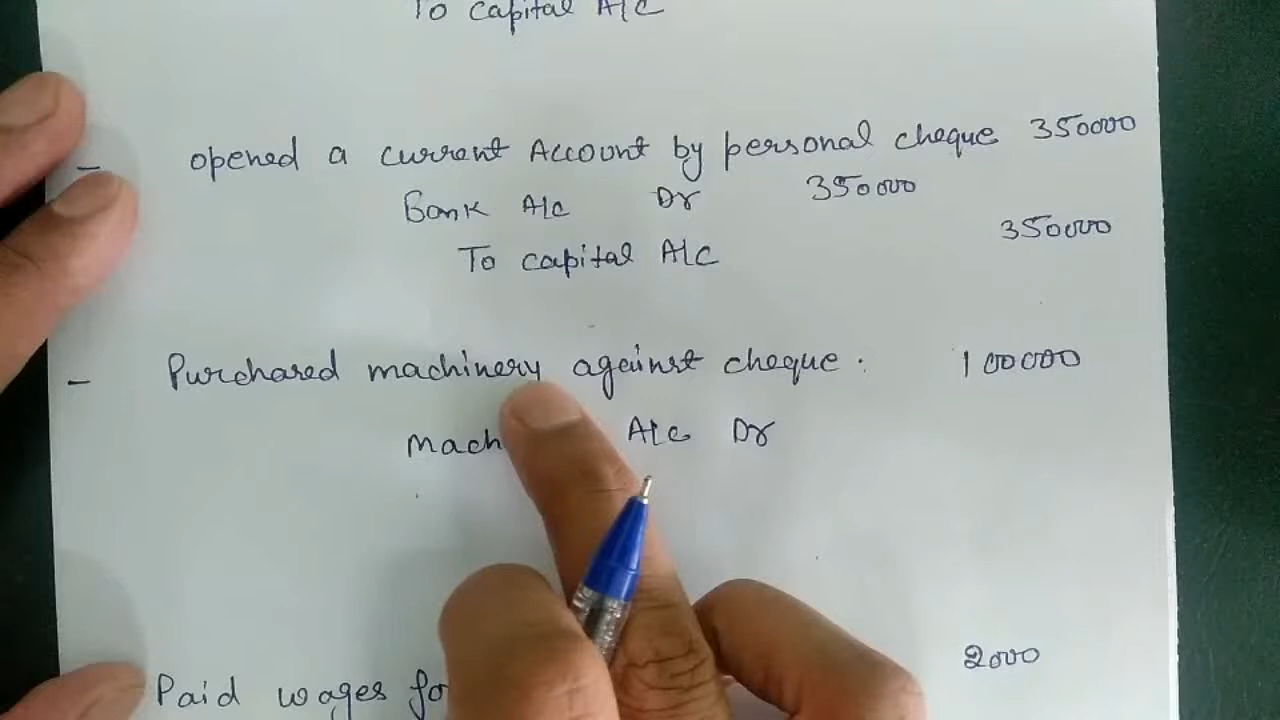 To capital A/C
- opened a current Account by personal cheque 350000
Bank A/c Dr 350000
350000
To capital A/C
- Purchased machinery against cheque. 100000
Mach A/c Dr
2000
Paid wages fo